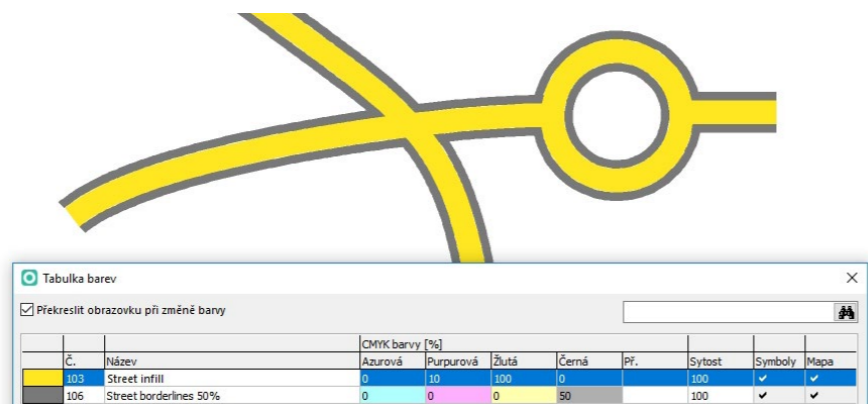 Tabulka barev
Překreslit obrazovku při změně barvy
CMYK barvy [%]
Č. Název Azurová Purpurová Žlutá Černá Př. Sytost Symboly Mapa
103 Street infill 0 10 100 0 100
106 Street borderlines 50% 0 0 0 50 100